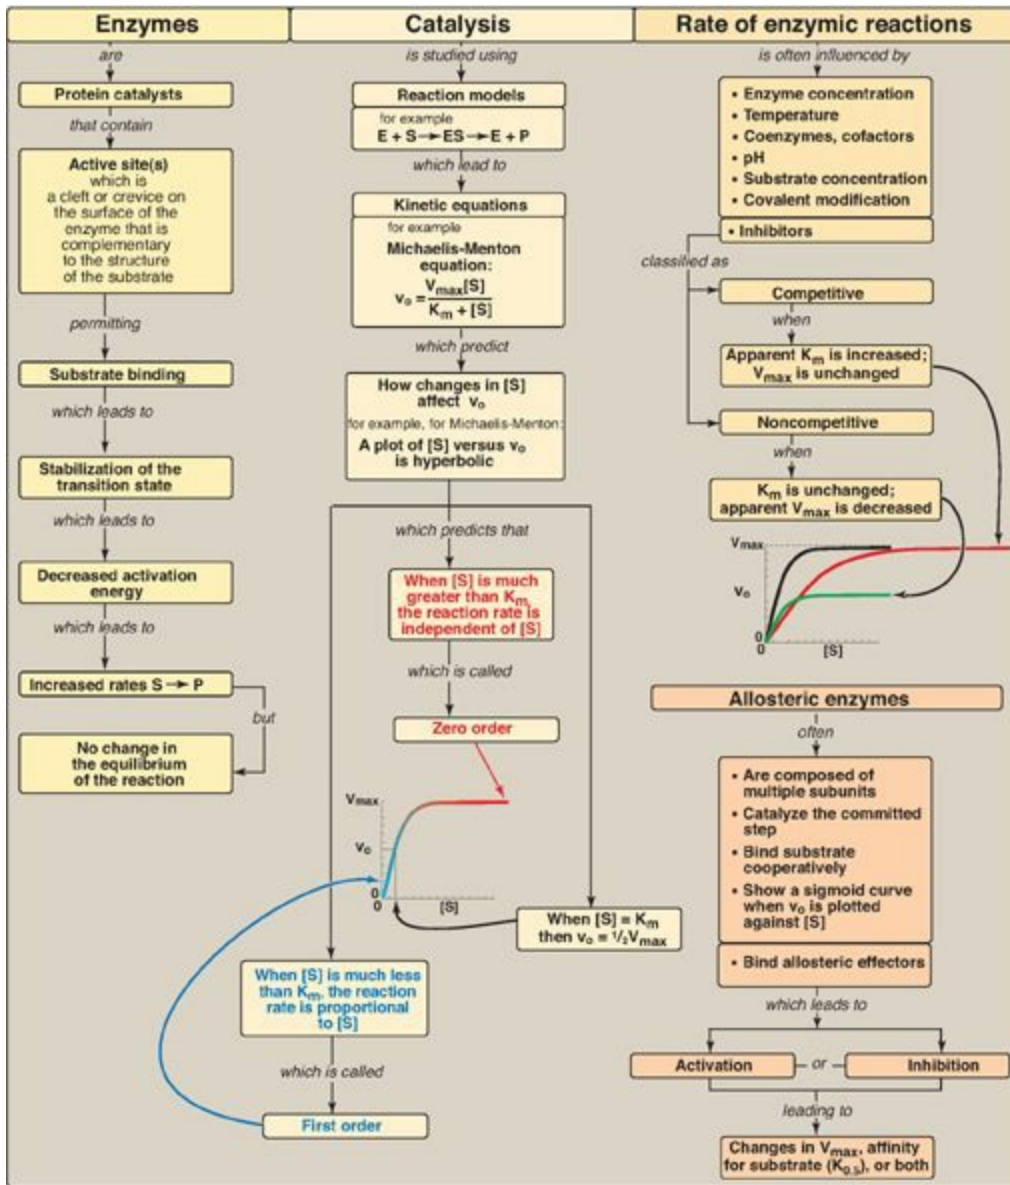 Enzymes
are
Protein catalysts
that contain
Active site(s)
which is
a cleft or crevice on
the surface of the
enzyme that is
complementary
to the structure
of the substrate
permitting
Substrate binding
which leads to
Stabilization of the
transition state
which leads to
Decreased activation
energy
which leads to
Increased rates S → P
but
No change in
the equilibrium
of the reaction
Catalysis
is studied using
Reaction models
for example
E + S → ES → E + P
which lead to
Kinetic equations
for example
Michaelis-Menton
equation:
v₀ = Vmax[S]
Km + [S]
which predict
How changes in [S]
affect v₀
for example, for Michaelis-Menton:
A plot of [S] versus v₀
is hyperbolic
which predicts that
When [S] is much
greater than Km,
the reaction rate is
independent of [S]
which is called
Zero order
Vmax
v₀
0
0
[S]
When [S] = Km
then v₀ = ½Vmax
When [S] is much less
than Km, the reaction
rate is proportional
to [S]
which is called
First order
Rate of enzymic reactions
is often influenced by
• Enzyme concentration
• Temperature
• Coenzymes, cofactors
• pH
• Substrate concentration
• Covalent modification
• Inhibitors
classified as
Competitive
when
Apparent Km is increased;
Vmax is unchanged
Noncompetitive
when
Km is unchanged;
apparent Vmax is decreased
Vmax
v₀
0
0
[S]
Allosteric enzymes
often
• Are composed of
multiple subunits
• Catalyze the committed
step
• Bind substrate
cooperatively
• Show a sigmoid curve
when v₀ is plotted
against [S]
• Bind allosteric effectors
which leads to
Activation or Inhibition
leading to
Changes in Vmax, affinity
for substrate (K0.5), or both